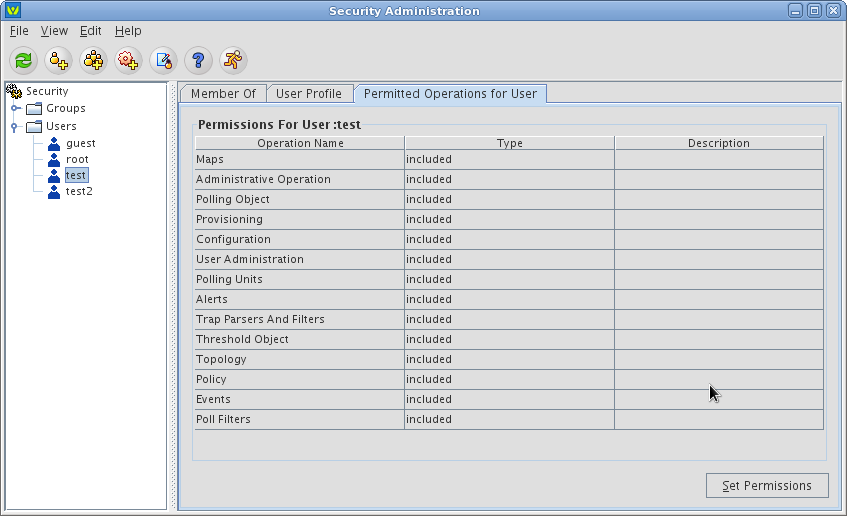 Security Administration
File View Edit Help
Security
Groups
Users
guest
root
test
test2
Member Of User Profile Permitted Operations for User
Permissions For User :test
Operation Name Type Description
Maps included
Administrative Operation included
Polling Object included
Provisioning included
Configuration included
User Administration included
Polling Units included
Alerts included
Trap Parsers And Filters included
Threshold Object included
Topology included
Policy included
Events included
Poll Filters included
Set Permissions